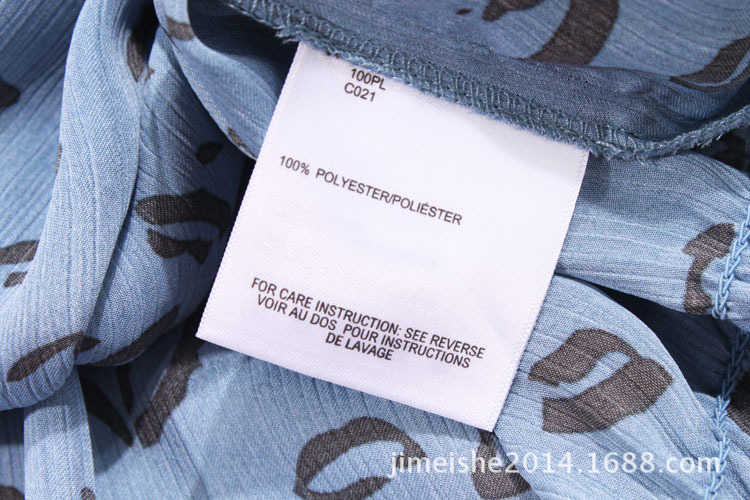 100PL
C021
100% POLYESTER/POLIÉSTER
FOR CARE INSTRUCTION: SEE REVERSE
VOIR AU DOS POUR INSTRUCTIONS
DE LAVAGE
jimeishe2014.1688.com